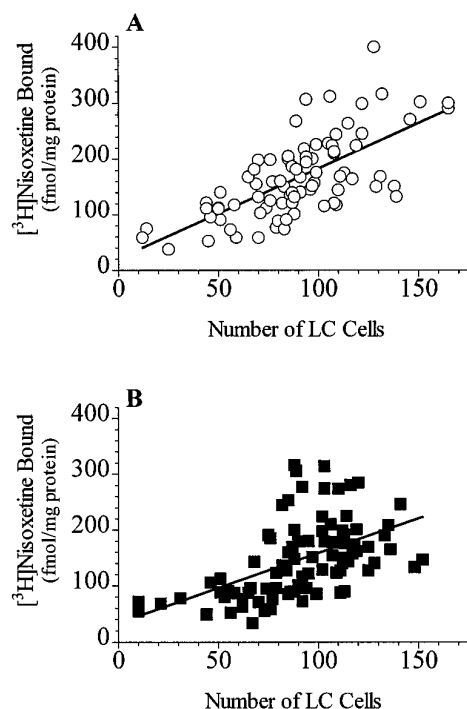 A
[³H]Nisoxetine Bound
(fmol/mg protein)
400
300
200
100
0
0 50 100 150
Number of LC Cells
B
[³H]Nisoxetine Bound
(fmol/mg protein)
400
300
200
100
0
0 50 100 150
Number of LC Cells